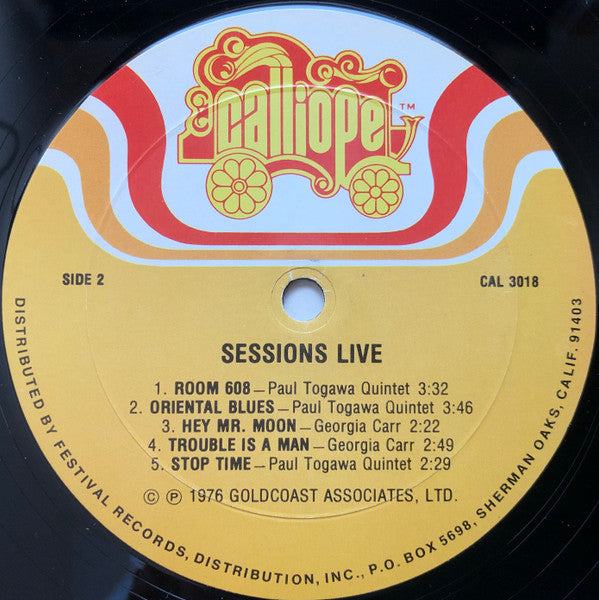 calliope™
SIDE 2
CAL 3018
SESSIONS LIVE
1. ROOM 608 — Paul Togawa Quintet 3:32
2. ORIENTAL BLUES — Paul Togawa Quintet 3:46
3. HEY MR. MOON — Georgia Carr 2:22
4. TROUBLE IS A MAN — Georgia Carr 2:49
5. STOP TIME — Paul Togawa Quintet 2:29
© ℗ 1976 GOLDCOAST ASSOCIATES, LTD.
DISTRIBUTED BY FESTIVAL RECORDS, DISTRIBUTION, INC., P.O. BOX 5698, SHERMAN OAKS, CALIF. 91403